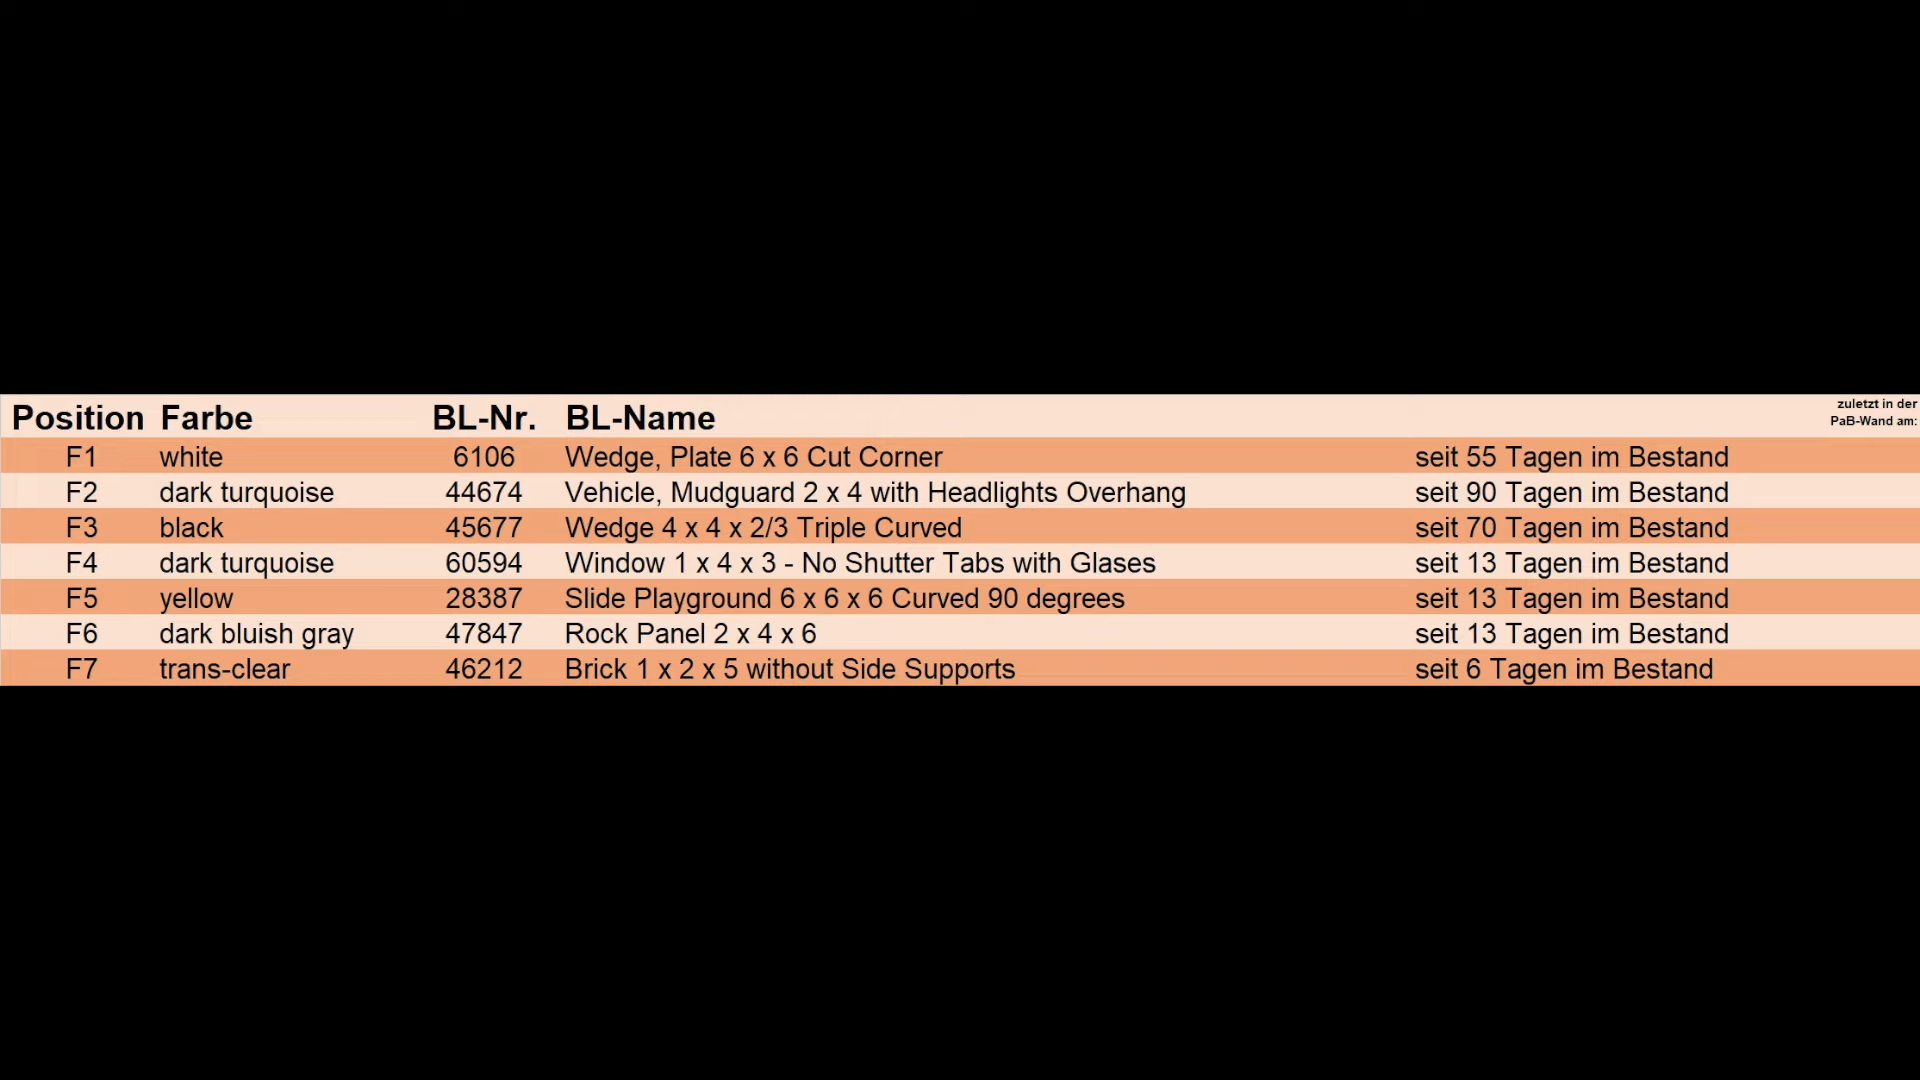 Position Farbe BL-Nr. BL-Name zuletzt in der PaB-Wand am:
F1 white 6106 Wedge, Plate 6 x 6 Cut Corner seit 55 Tagen im Bestand
F2 dark turquoise 44674 Vehicle, Mudguard 2 x 4 with Headlights Overhang seit 90 Tagen im Bestand
F3 black 45677 Wedge 4 x 4 x 2/3 Triple Curved seit 70 Tagen im Bestand
F4 dark turquoise 60594 Window 1 x 4 x 3 - No Shutter Tabs with Glases seit 13 Tagen im Bestand
F5 yellow 28387 Slide Playground 6 x 6 x 6 Curved 90 degrees seit 13 Tagen im Bestand
F6 dark bluish gray 47847 Rock Panel 2 x 4 x 6 seit 13 Tagen im Bestand
F7 trans-clear 46212 Brick 1 x 2 x 5 without Side Supports seit 6 Tagen im Bestand